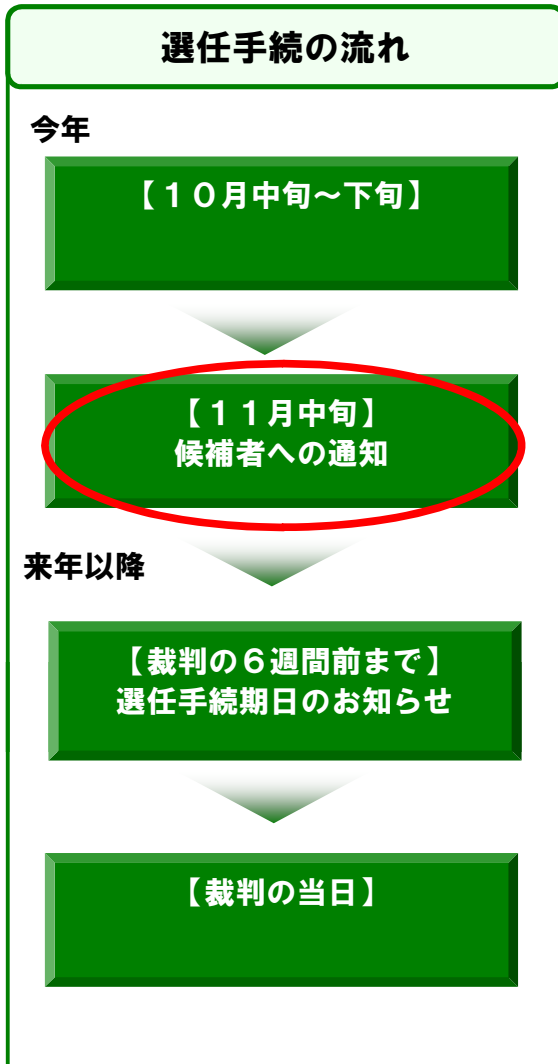 選任手続の流れ
今年
【１０月中旬～下旬】
【１１月中旬】
候補者への通知
来年以降
【裁判の６週間前まで】
選任手続期日のお知らせ
【裁判の当日】